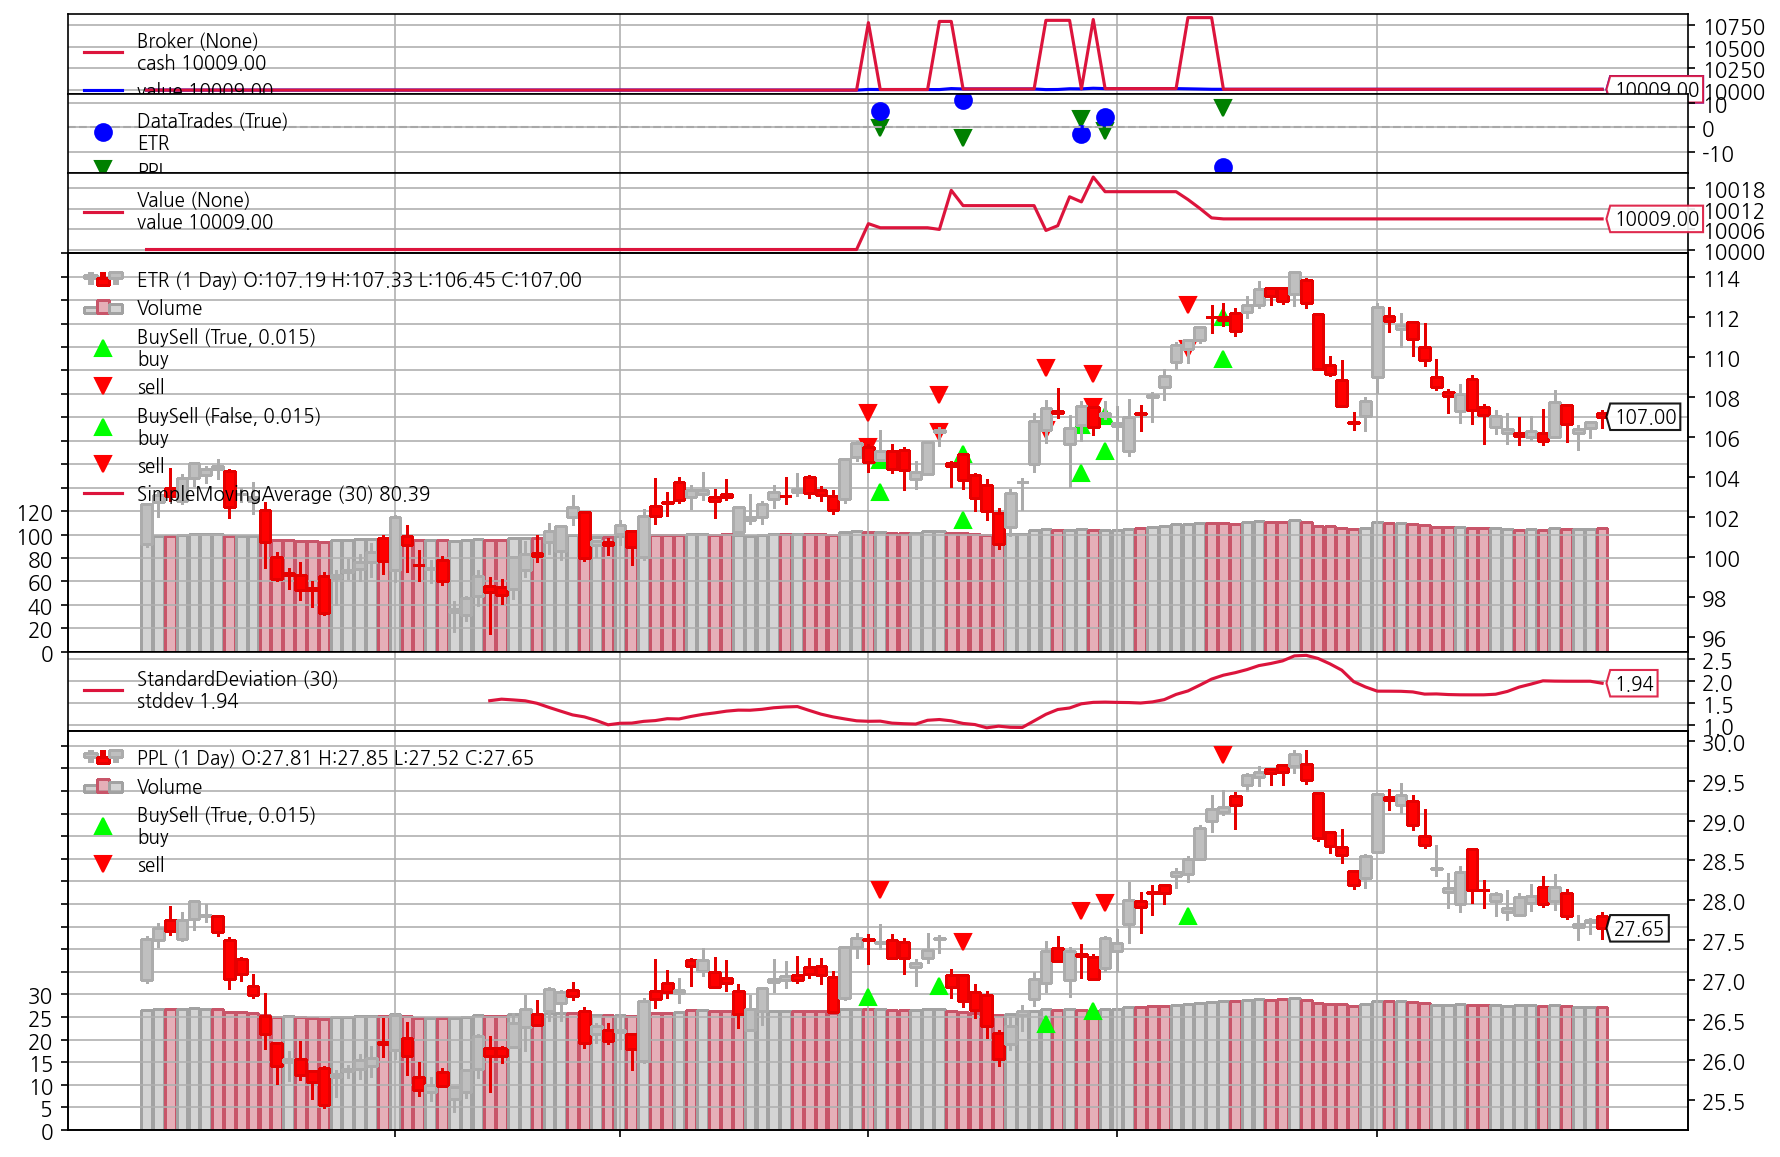 Broker (None)
cash 10009.00
value 10009.00
10750
10500
10250
10000
10009.00
DataTrades (True)
ETR
PPL
10
0
-10
Value (None)
value 10009.00
10018
10012
10006
10000
10009.00
ETR (1 Day) O:107.19 H:107.33 L:106.45 C:107.00
Volume
BuySell (True, 0.015)
buy
sell
BuySell (False, 0.015)
buy
sell
SimpleMovingAverage (30) 80.39
120
100
80
60
40
20
0
114
112
110
108
106
104
102
100
98
96
107.00
StandardDeviation (30)
stddev 1.94
2.5
2.0
1.5
1.0
1.94
PPL (1 Day) O:27.81 H:27.85 L:27.52 C:27.65
Volume
BuySell (True, 0.015)
buy
sell
30
25
20
15
10
5
0
30.0
29.5
29.0
28.5
28.0
27.5
27.0
26.5
26.0
25.5
27.65